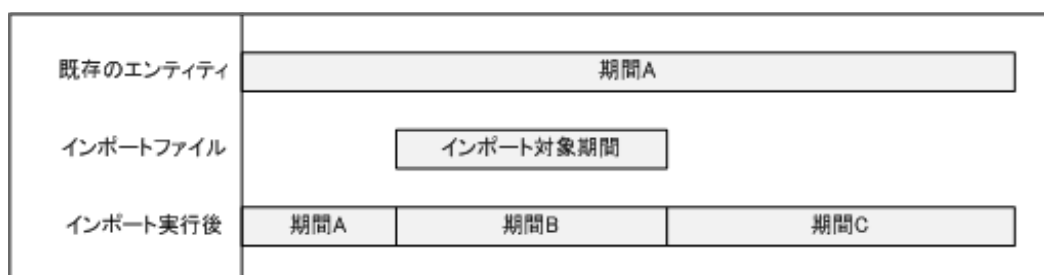 既存のエンティティ 期間A
インポートファイル インポート対象期間
インポート実行後 期間A 期間B 期間C